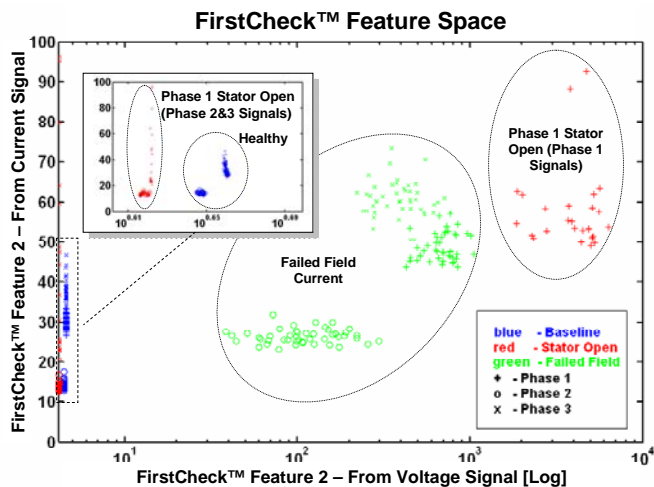 FirstCheck™ Feature Space
FirstCheck™ Feature 2 – From Current Signal
100
90
80
70
60
50
40
30
20
10
0
100
80
60
40
20
0
Phase 1 Stator Open
(Phase 2&3 Signals)
Healthy
10^0.61
10^0.65
10^0.69
Phase 1 Stator
Open (Phase 1
Signals)
Failed Field
Current
blue - Baseline
red - Stator Open
green - Failed Field
+ - Phase 1
o - Phase 2
x - Phase 3
10^1
10^2
10^3
10^4
FirstCheck™ Feature 2 – From Voltage Signal [Log]